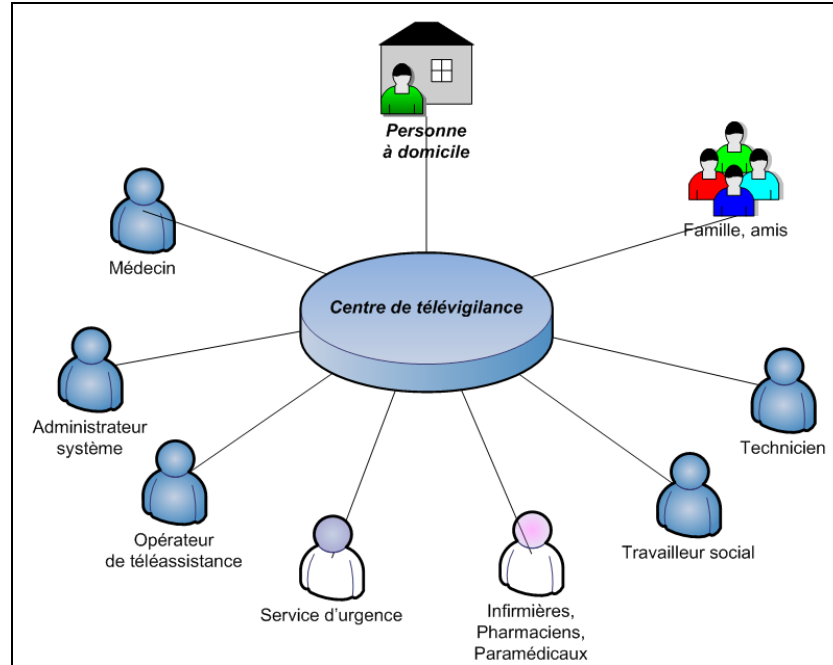 Personne
à domicile
Famille, amis
Médecin
Centre de télévigilance
Administrateur
système
Technicien
Opérateur
de téléassistance
Travailleur social
Service d'urgence
Infirmières,
Pharmaciens,
Paramédicaux